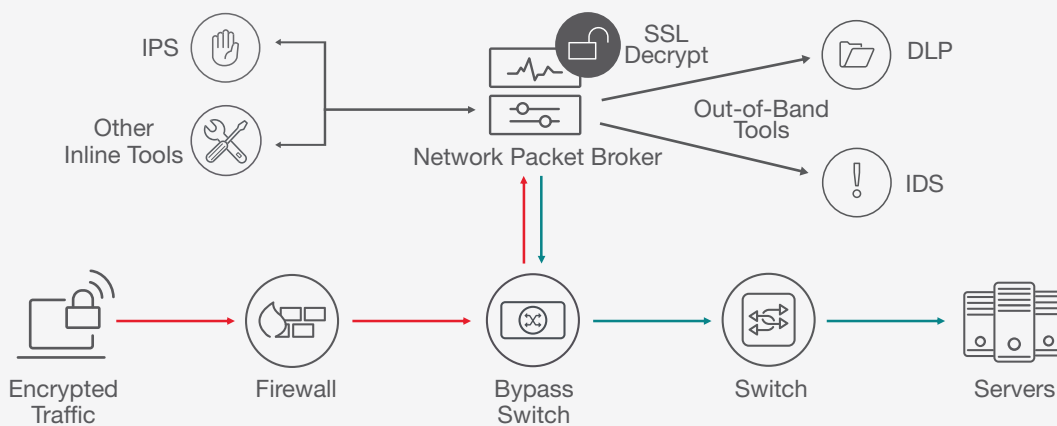 IPS
Other
Inline Tools
SSL
Decrypt
Network Packet Broker
DLP
Out-of-Band
Tools
IDS
Encrypted
Traffic
Firewall
Bypass
Switch
Switch
Servers